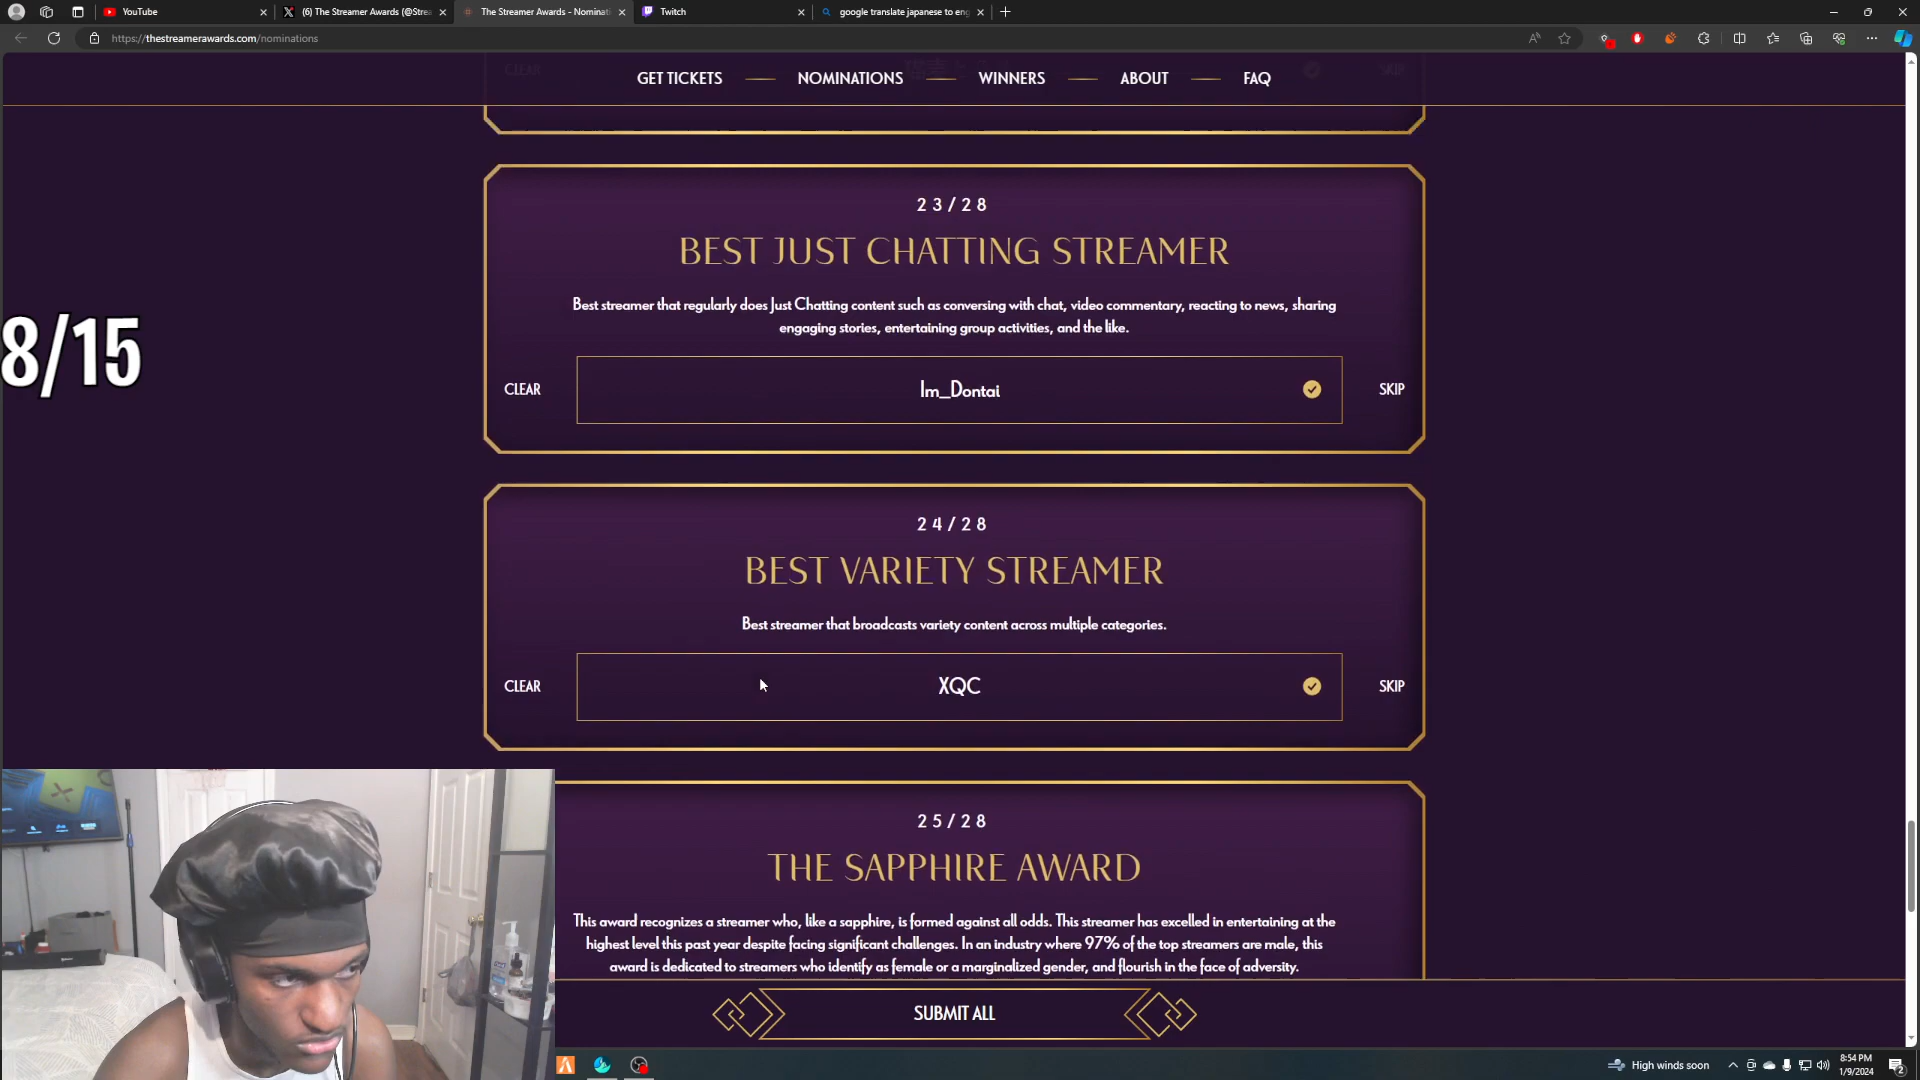 YouTube
(6) The Streamer Awards (@Strea
The Streamer Awards - Nominati
Twitch
google translate japanese to eng
https://thestreamerawards.com/nominations
GET TICKETS
NOMINATIONS
WINNERS
ABOUT
FAQ
CLEAR
SKIP
23/28
BEST JUST CHATTING STREAMER
Best streamer that regularly does Just Chatting content such as conversing with chat, video commentary, reacting to news, sharing
engaging stories, entertaining group activities, and the like.
CLEAR
Im_Dontai
SKIP
8/15
24/28
BEST VARIETY STREAMER
Best streamer that broadcasts variety content across multiple categories.
CLEAR
XQC
SKIP
25/28
THE SAPPHIRE AWARD
This award recognizes a streamer who, like a sapphire, is formed against all odds. This streamer has excelled in entertaining at the
highest level this past year despite facing significant challenges. In an industry where 97% of the top streamers are male, this
award is dedicated to streamers who identify as female or a marginalized gender, and flourish in the face of adversity.
SUBMIT ALL
High winds soon
8:54 PM
1/9/2024